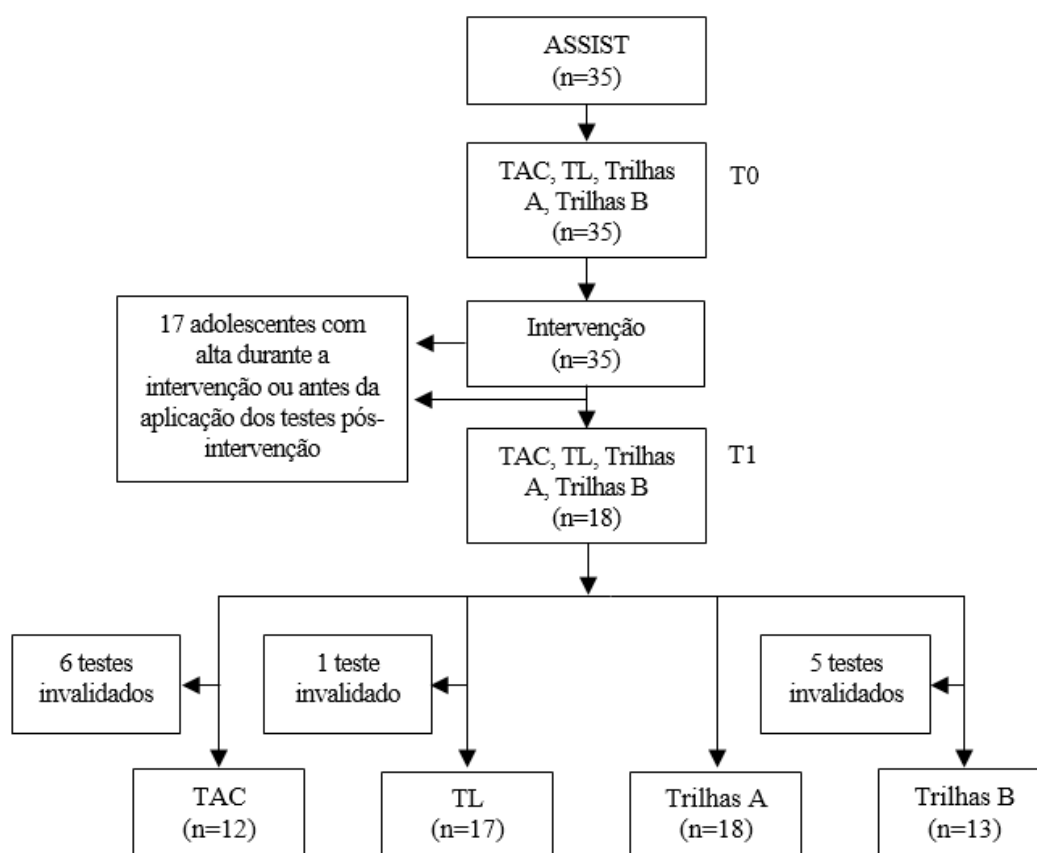 ASSIST
(n=35)
TAC, TL, Trilhas
A, Trilhas B
(n=35)
T0
Intervenção
(n=35)
17 adolescentes com
alta durante a
intervenção ou antes da
aplicação dos testes pós-
intervenção
TAC, TL, Trilhas
A, Trilhas B
(n=18)
T1
6 testes
invalidados
1 teste
invalidado
5 testes
invalidados
TAC
(n=12)
TL
(n=17)
Trilhas A
(n=18)
Trilhas B
(n=13)